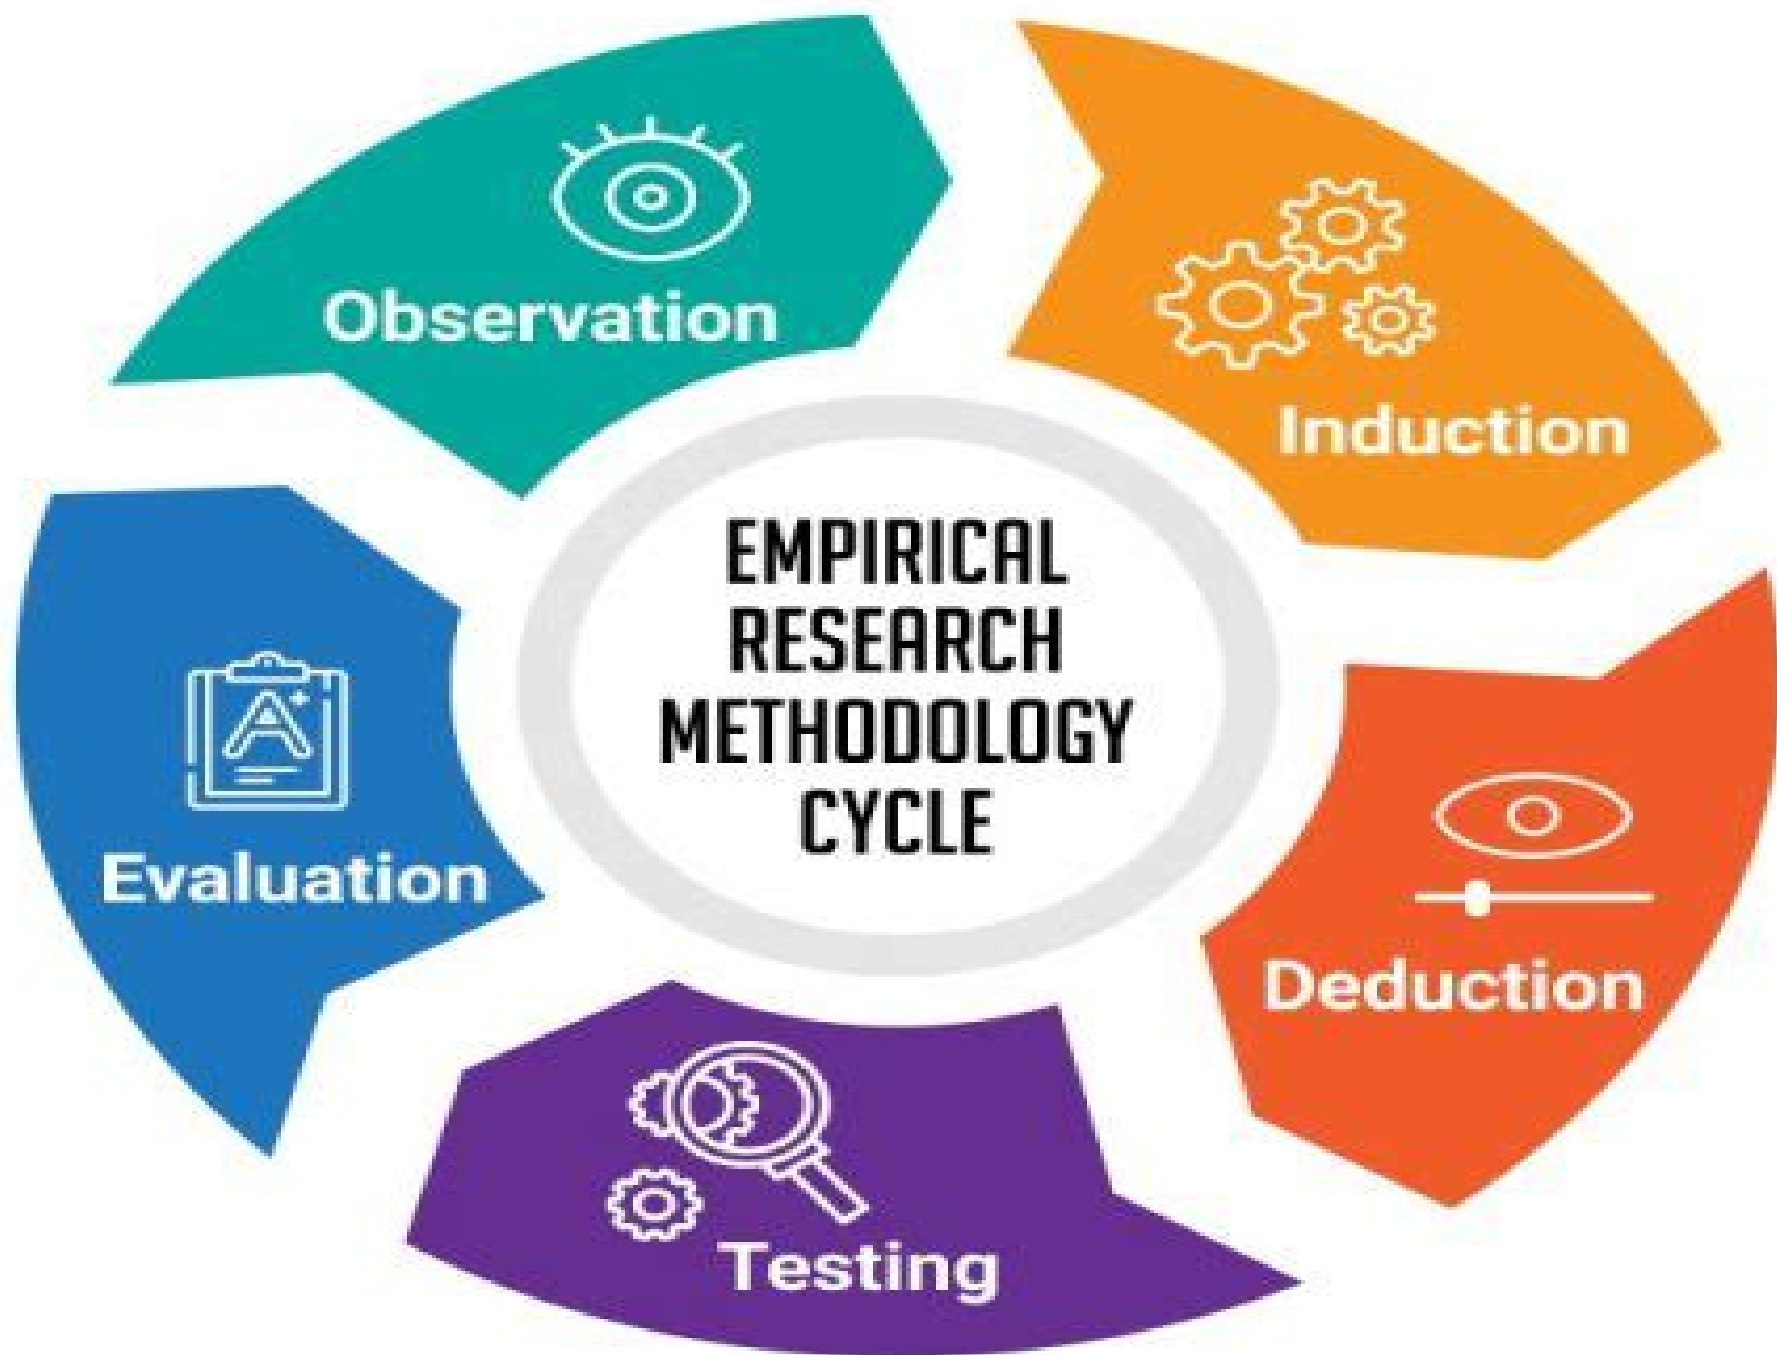 Observation
Induction
EMPIRICAL
RESEARCH
METHODOLOGY
CYCLE
Deduction
Testing
Evaluation
A+